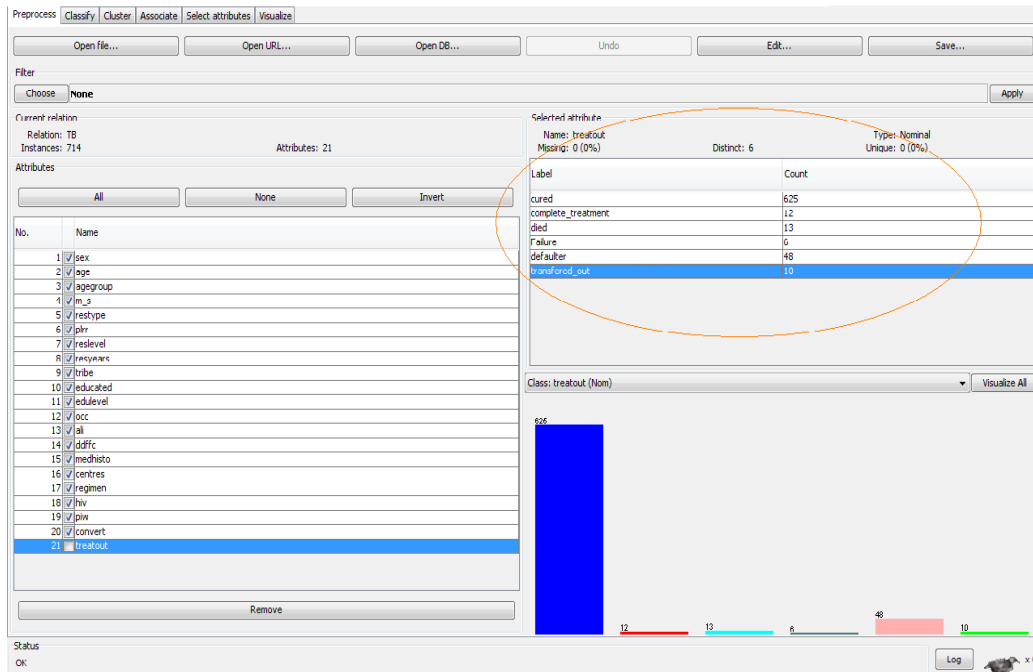 Preprocess Classify Cluster Associate Select attributes Visualize
Open file... Open URL... Open DB... Undo Edit... Save...
Filter
Choose None Apply
Current relation
Relation: TB
Instances: 714 Attributes: 21
Attributes
All None Invert
No. Name
1 sex
2 age
3 agegroup
4 m_s
5 restype
6 plrr
7 reslevel
8 resyears
9 tribe
10 educated
11 edulevel
12 occ
13 ali
14 ddffc
15 medhisto
16 centres
17 regimen
18 hiv
19 piw
20 convert
21 treatout
Remove
Selected attribute
Name: treatout Type: Nominal
Missing: 0 (0%) Distinct: 6 Unique: 0 (0%)
Label Count
cured 625
complete_treatment 12
died 13
Failure 6
defaulter 48
transfered_out 10
Class: treatout (Nom) Visualize All
625
12
13
6
48
10
Status
OK
Log x